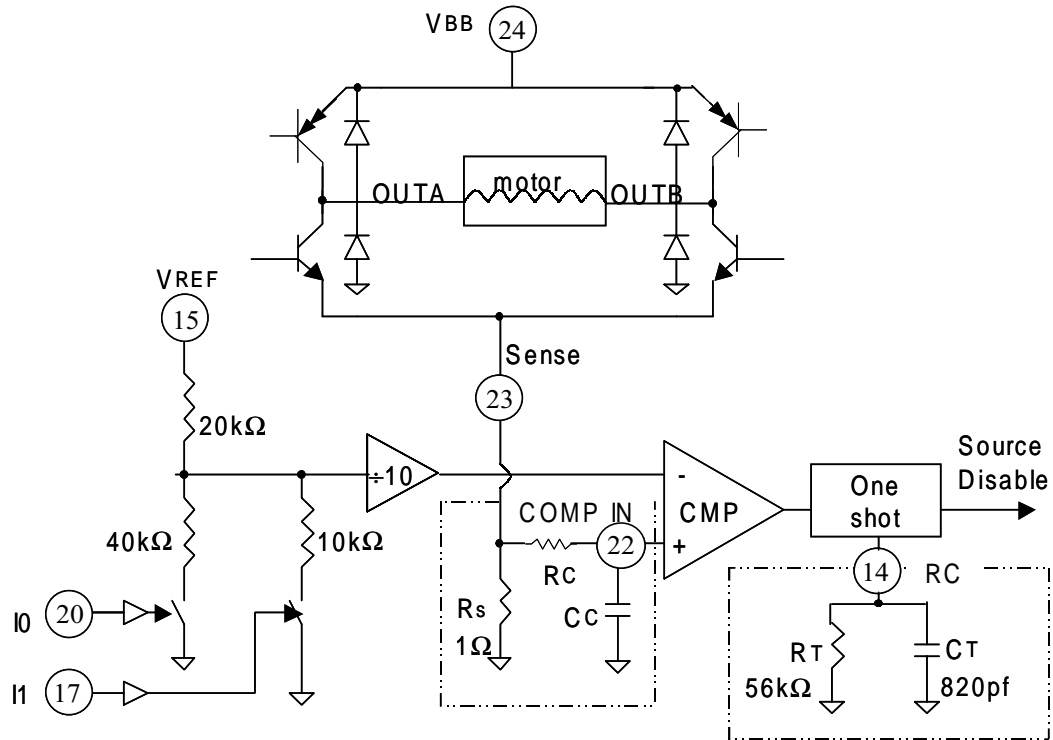 VBB
24
motor
OUTA
OUTB
VREF
15
Sense
23
20kΩ
÷10
Source
Disable
One
shot
-
CMP
COMP IN
40kΩ
10kΩ
22
+
RC
14
RC
I0
20
Rs
1Ω
CC
I1
17
RT
56kΩ
CT
820pf